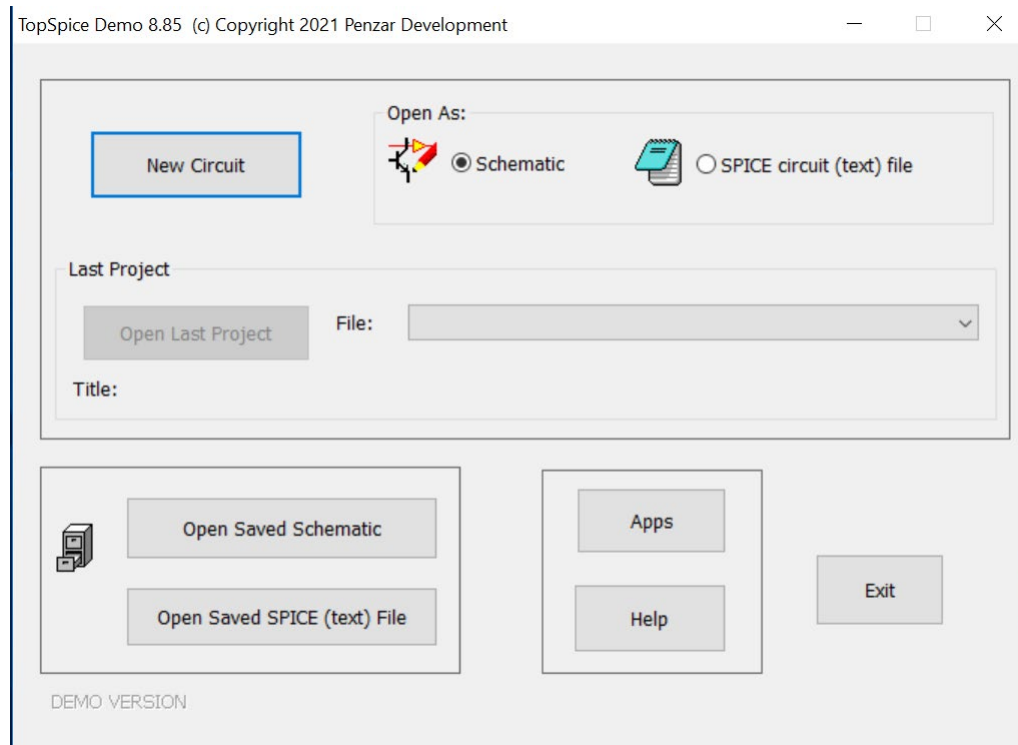 TopSpice Demo 8.85 (c) Copyright 2021 Penzar Development
Open As:
New Circuit
Schematic
SPICE circuit (text) file
Last Project
Open Last Project
File:
Title:
Open Saved Schematic
Apps
Open Saved SPICE (text) File
Help
Exit
DEMO VERSION